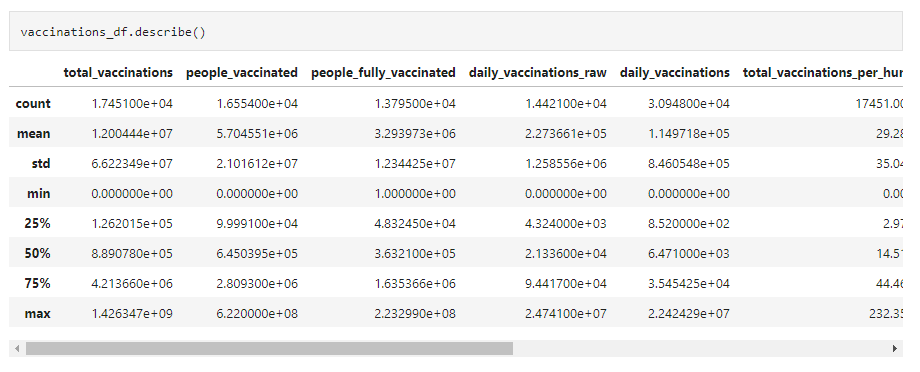 vaccinations_df.describe()
total_vaccinations people_vaccinated people_fully_vaccinated daily_vaccinations_raw daily_vaccinations total_vaccinations_per_hur
count 1.745100e+04 1.655400e+04 1.379500e+04 1.442100e+04 3.094800e+04 17451.00
mean 1.200444e+07 5.704551e+06 3.293973e+06 2.273661e+05 1.149718e+05 29.28
std 6.622349e+07 2.101612e+07 1.234425e+07 1.258556e+06 8.460548e+05 35.04
min 0.000000e+00 0.000000e+00 1.000000e+00 0.000000e+00 0.000000e+00 0.00
25% 1.262015e+05 9.999100e+04 4.832450e+04 4.324000e+03 8.520000e+02 2.97
50% 8.890780e+05 6.450395e+05 3.632100e+05 2.133600e+04 6.471000e+03 14.51
75% 4.213660e+06 2.809300e+06 1.635366e+06 9.441700e+04 3.545425e+04 44.46
max 1.426347e+09 6.220000e+08 2.232990e+08 2.474100e+07 2.242429e+07 232.35